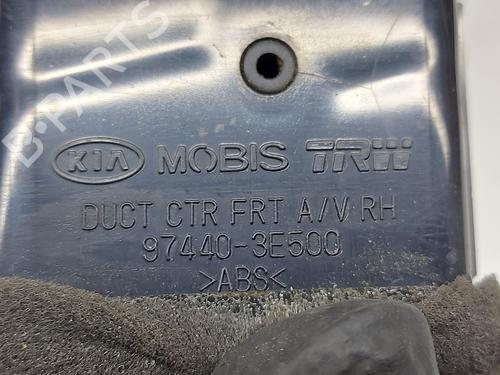 B-PARTS
KIA MOBIS TRW
DUCT CTR FRT A/V RH
97440-3E500
>ABS<